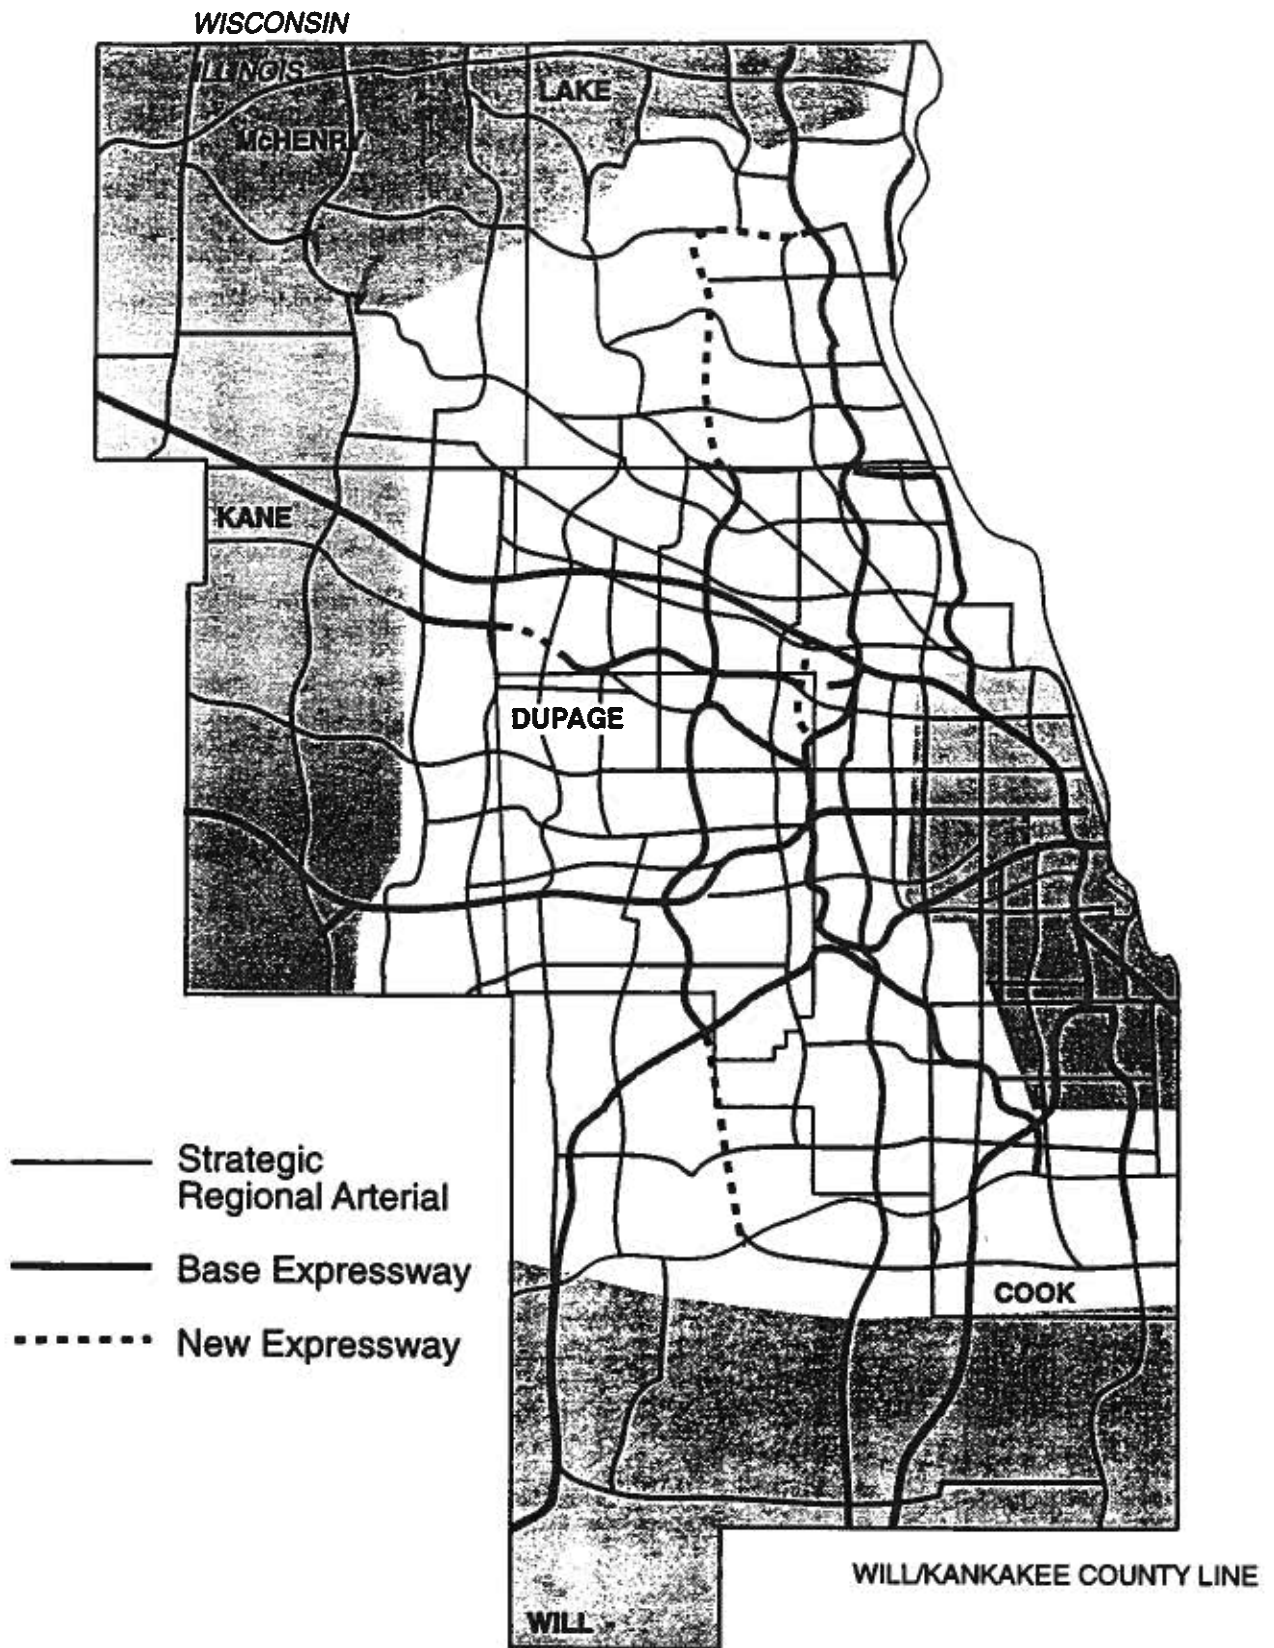 WISCONSIN
ILLINOIS
LAKE
McHENRY
KANE
DUPAGE
Strategic
Regional Arterial
Base Expressway
New Expressway
COOK
WILL/KANKAKEE COUNTY LINE
WILL